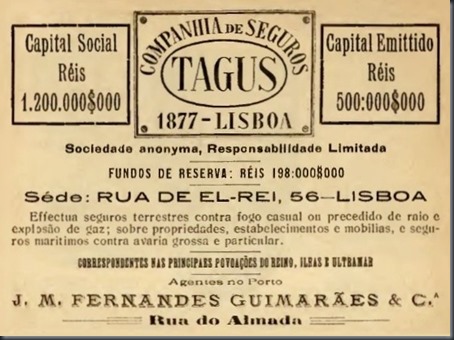 Capital Social
Réis
1.200.000$000
COMPANHIA DE SEGUROS
TAGUS
1877-LISBOA
Capital Emittido
Réis
500:000$000
Sociedade anonyma, Responsabilidade Limitada
FUNDOS DE RESERVA: RÉIS 198:000$000
Séde: RUA DE EL-REI, 56—LISBOA
Effectua seguros terrestres contra fogo casual ou precedido de raio e
explosão de gaz; sobre propriedades, estabelecimentos e mobilias, e segu-
ros maritimos contra avaria grossa e particular.
CORRESPONDENTES NAS PRINCIPAES POVOAÇÕES DO REINO, ILHAS E ULTRAMAR
Agentes no Porto
J. M. FERNANDES GUIMARÃES & C.ᴬ
Rua do Almada